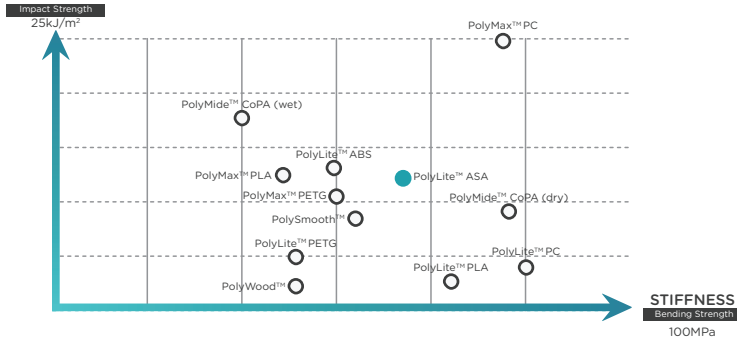 Impact Strength
25kJ/m²
PolyMax™ PC
PolyMide™ CoPA (wet)
PolyLite™ ABS
PolyMax™ PLA
PolyLite™ ASA
PolyMax™ PETG
PolyMide™ CoPA (dry)
PolySmooth™
PolyLite™ PETG
PolyLite™ PC
PolyLite™ PLA
PolyWood™
STIFFNESS
Bending Strength
100MPa